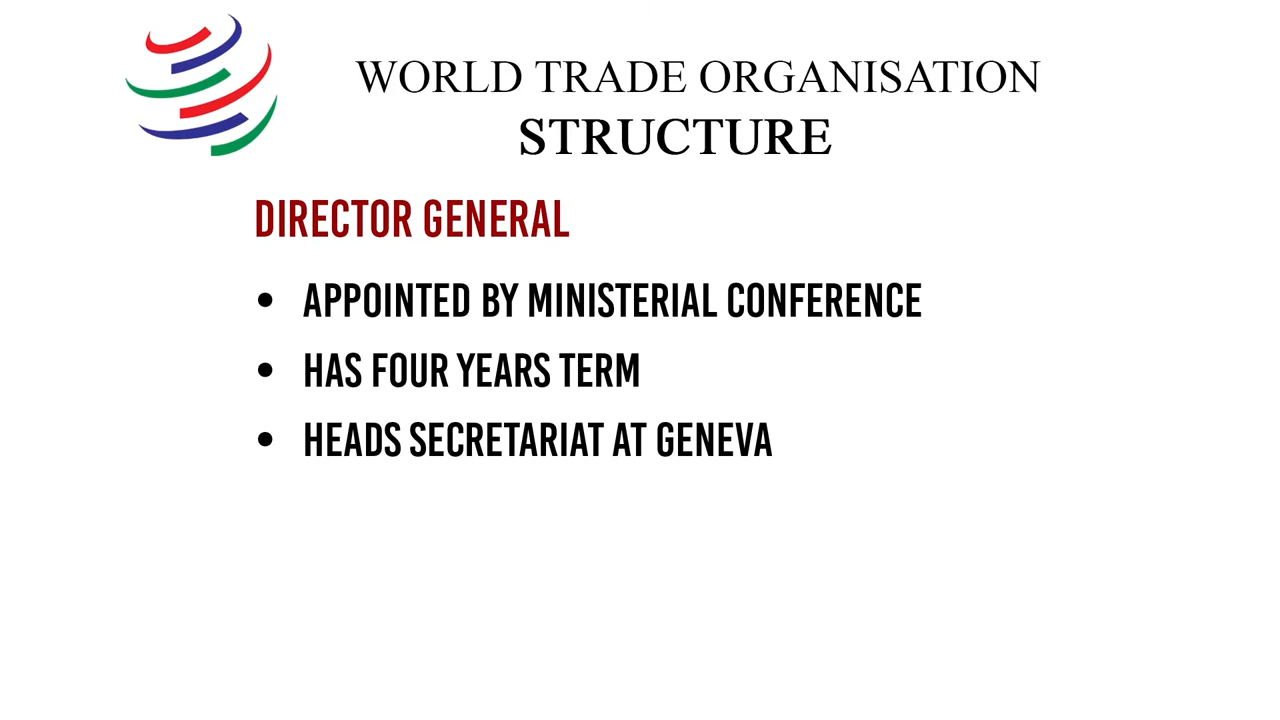 WORLD TRADE ORGANISATION
STRUCTURE
DIRECTOR GENERAL
• APPOINTED BY MINISTERIAL CONFERENCE
• HAS FOUR YEARS TERM
• HEADS SECRETARIAT AT GENEVA